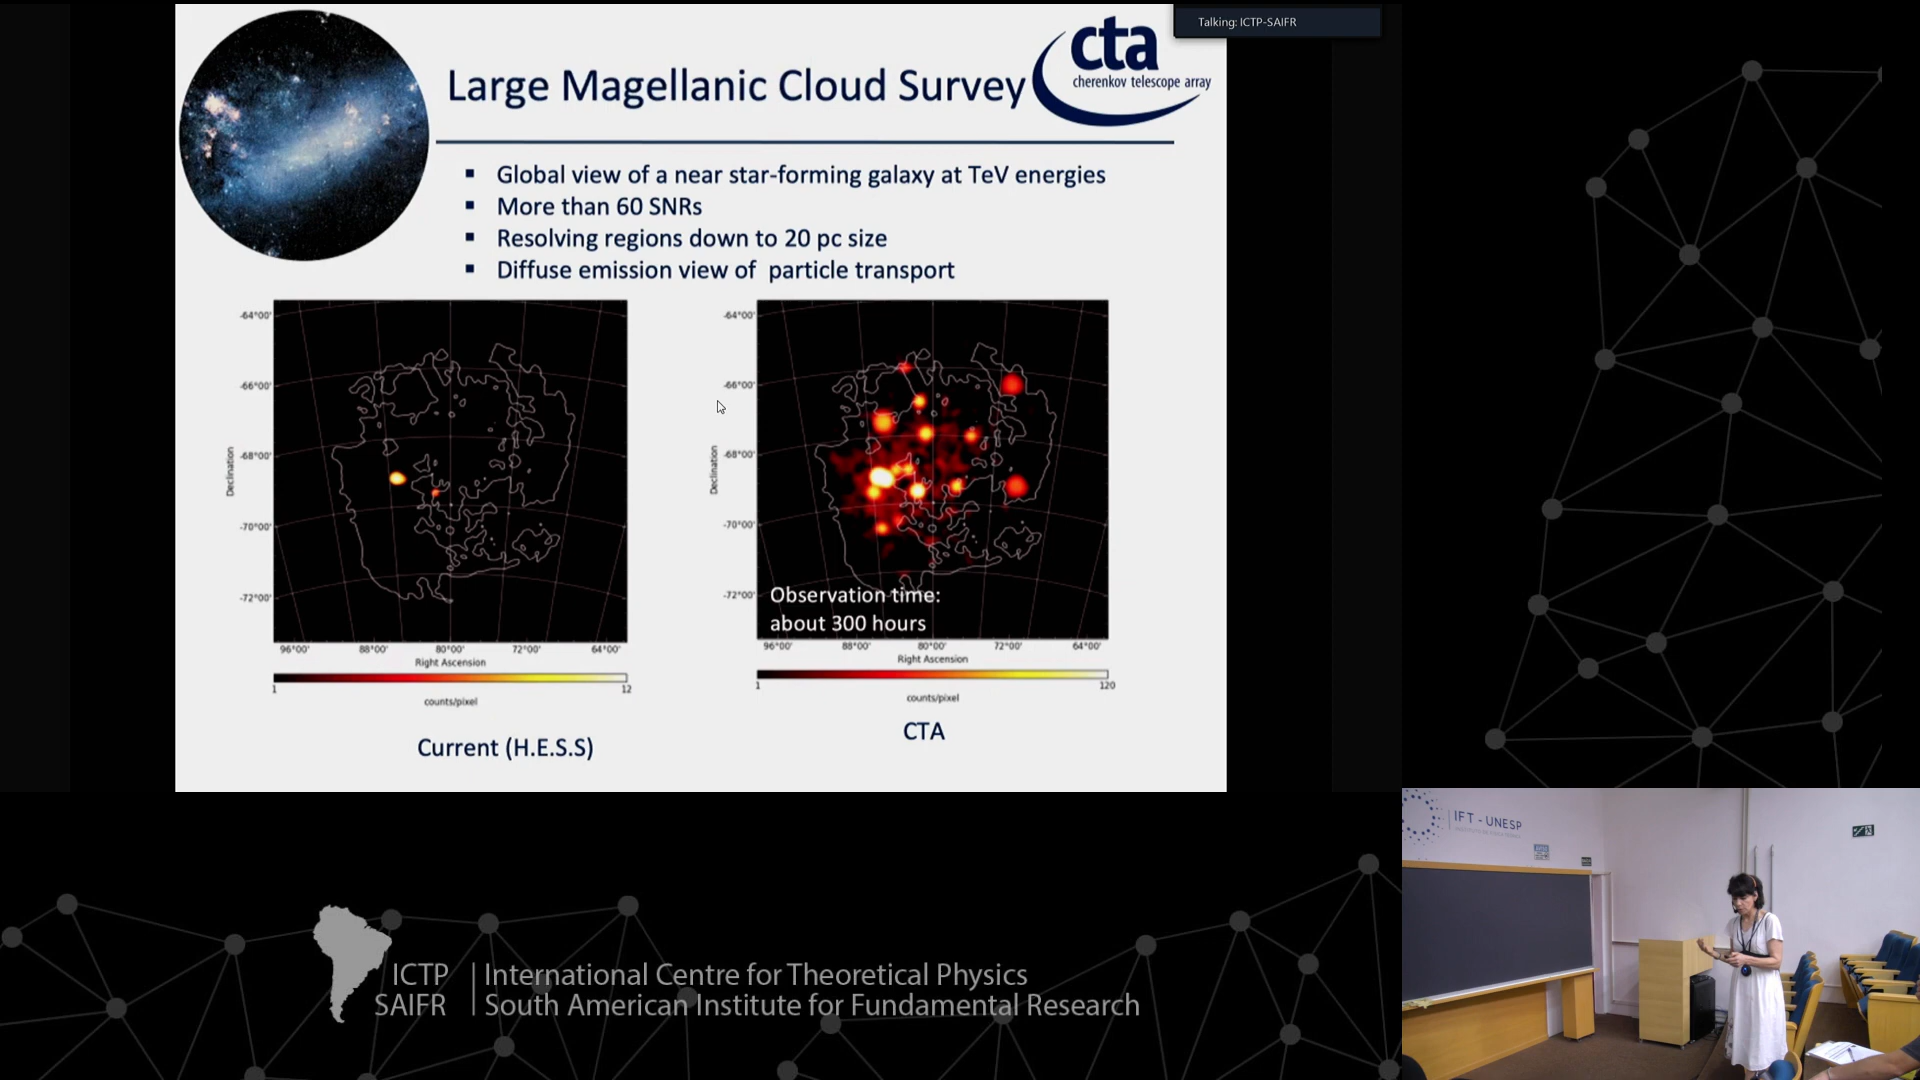 Talking: ICTP-SAIFR
cta
cherenkov telescope array
Large Magellanic Cloud Survey
Global view of a near star-forming galaxy at TeV energies
More than 60 SNRs
Resolving regions down to 20 pc size
Diffuse emission view of particle transport
-64°00'
-66°00'
-68°00'
-70°00'
-72°00'
Declination
96°00' 88°00' 80°00' 72°00' 64°00'
Right Ascension
1 12
counts/pixel
Current (H.E.S.S)
-64°00'
-66°00'
-68°00'
-70°00'
-72°00'
Declination
Observation time:
about 300 hours
96°00' 88°00' 80°00' 72°00' 64°00'
Right Ascension
1 120
counts/pixel
CTA
IFT - UNESP
ICTP
SAIFR
International Centre for Theoretical Physics
South American Institute for Fundamental Research